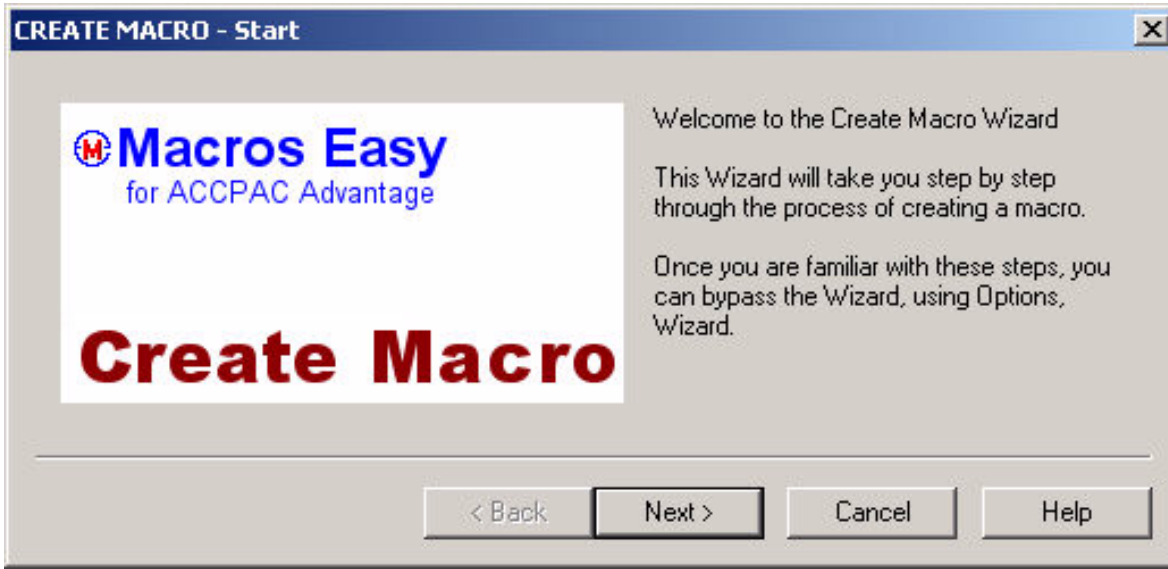 CREATE MACRO - Start
Macros Easy
for ACCPAC Advantage
Create Macro
Welcome to the Create Macro Wizard
This Wizard will take you step by step
through the process of creating a macro.
Once you are familiar with these steps, you
can bypass the Wizard, using Options,
Wizard.
< Back
Next >
Cancel
Help